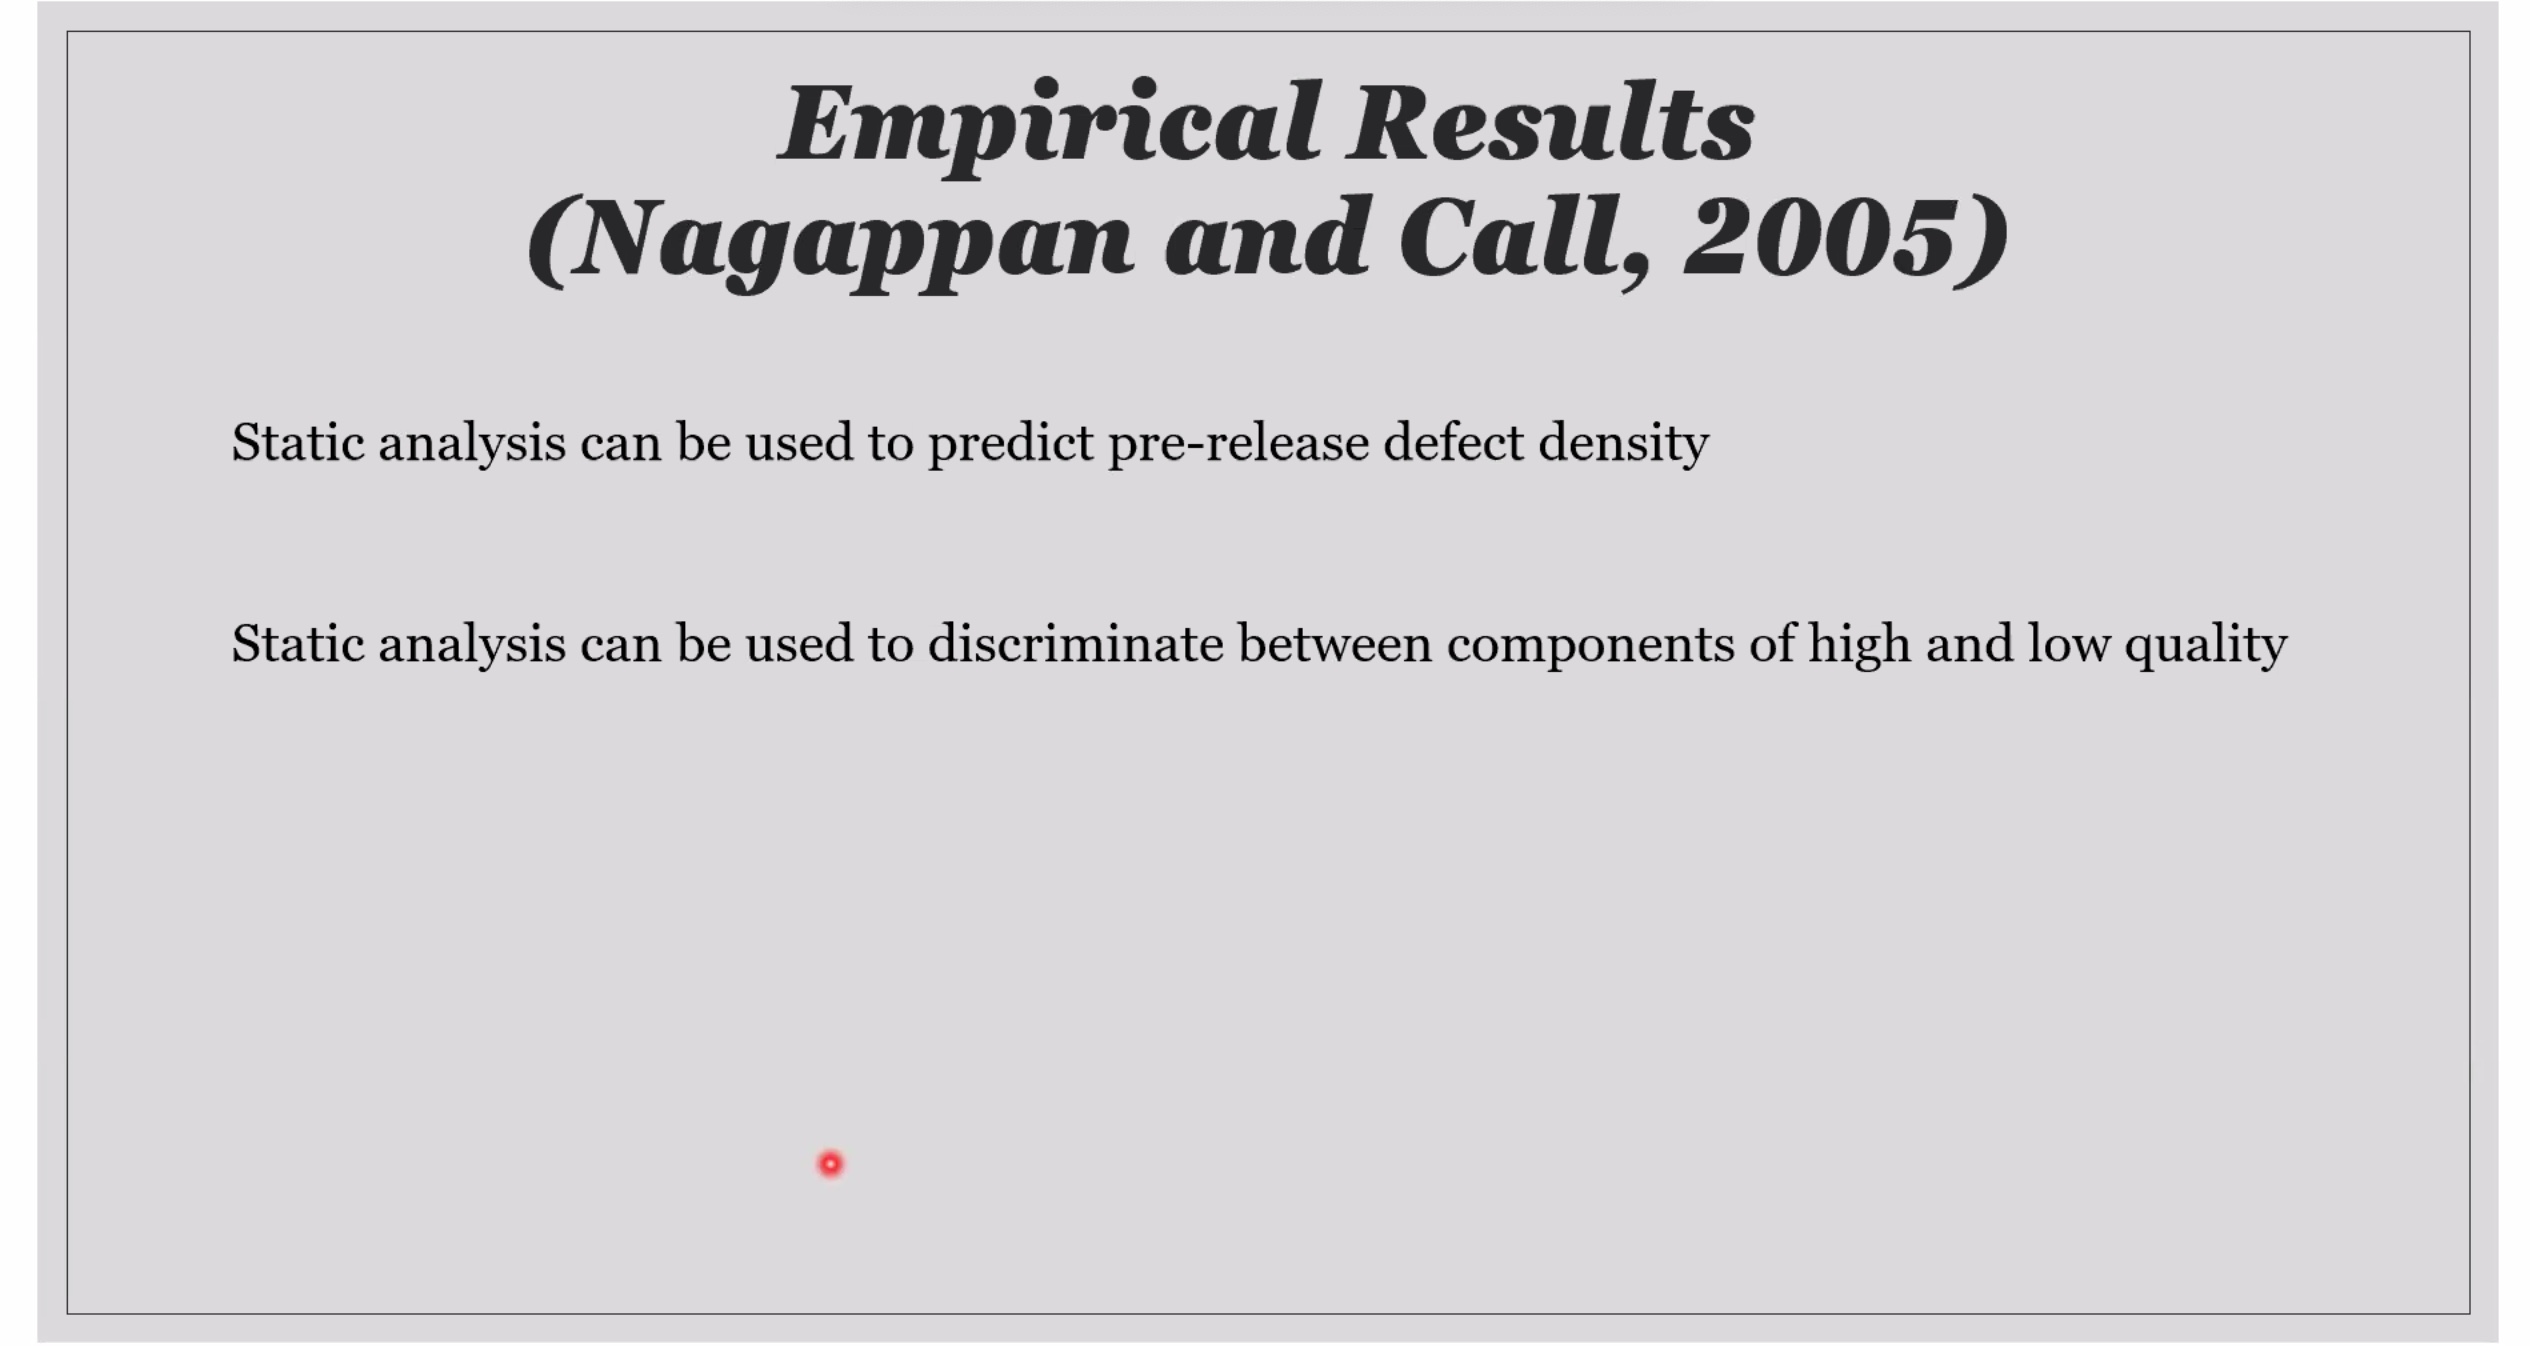 Empirical Results
(Nagappan and Call, 2005)
Static analysis can be used to predict pre-release defect density
Static analysis can be used to discriminate between components of high and low quality